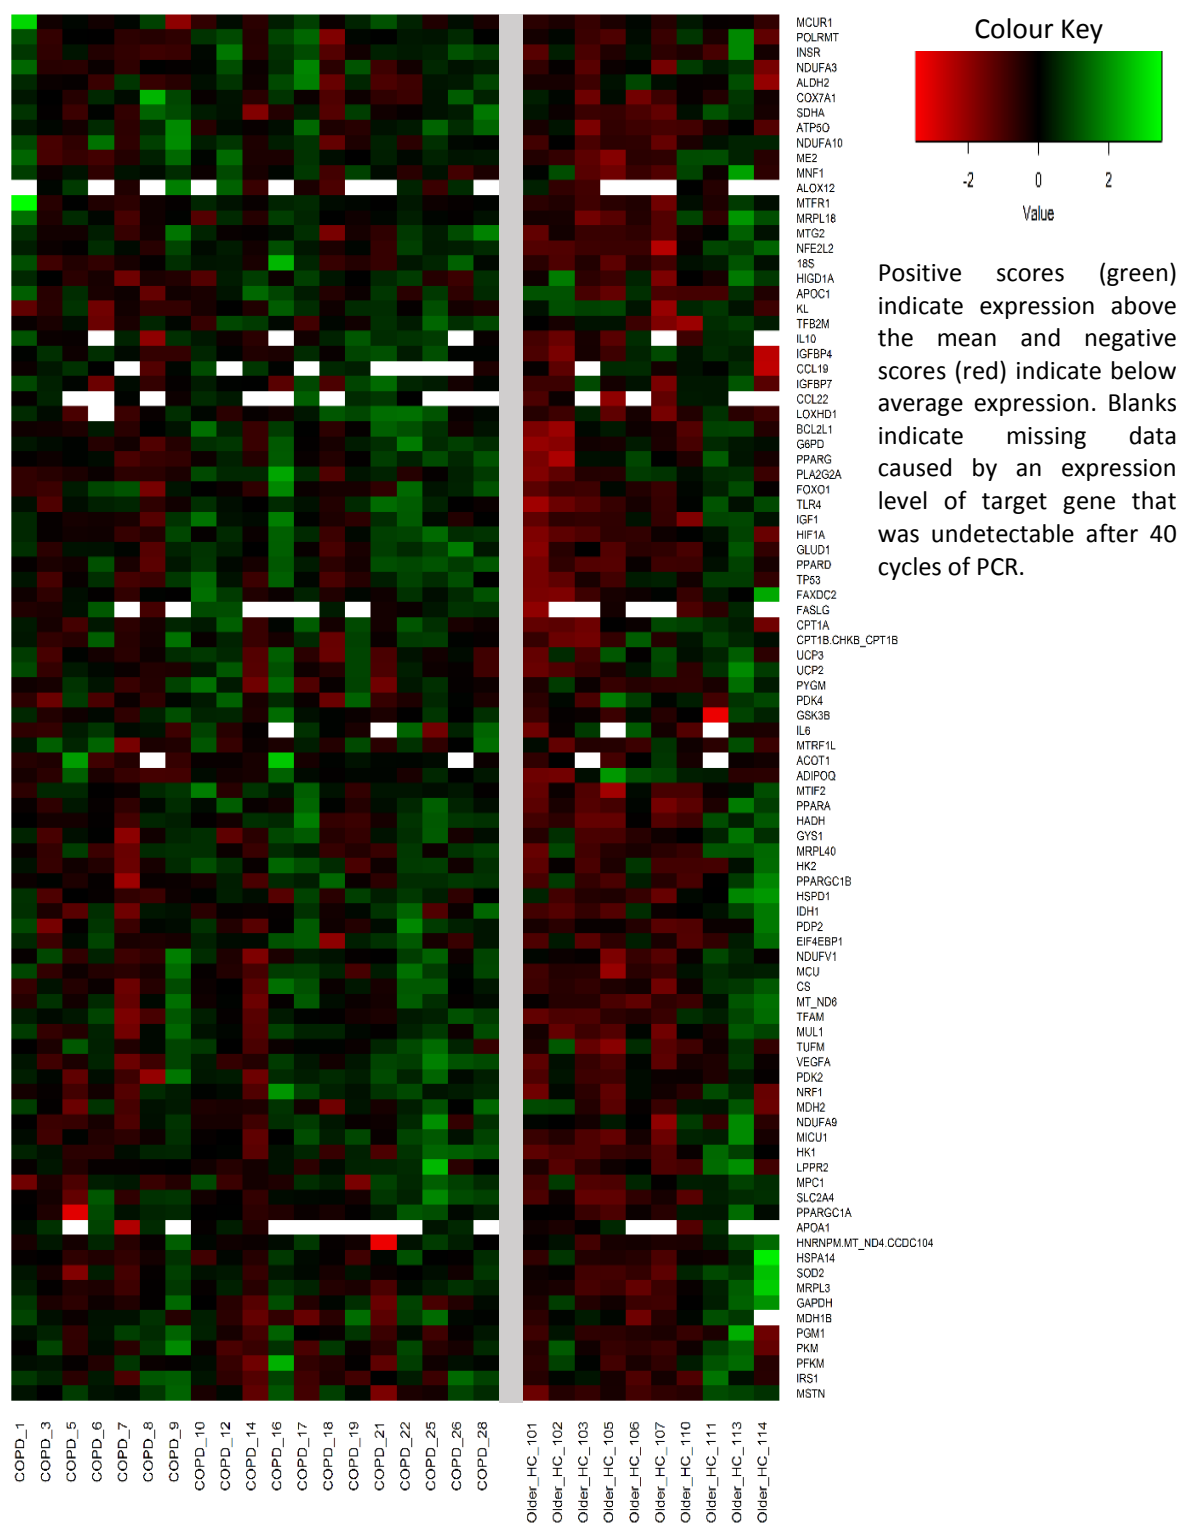 MCUR1
POLRMT
INSR
NDUFA3
ALDH2
COX7A1
SDHA
ATP5O
NDUFA10
ME2
MNF1
ALOX12
MTFR1
MRPL18
MTG2
NFE2L2
18S
HIGD1A
APOC1
KL
TFB2M
IL10
IGFBP4
CCL19
IGFBP7
CCL22
LOXHD1
BCL2L1
G6PD
PPARG
PLA2G2A
FOXO1
TLR4
IGF1
HIF1A
GLUD1
PPARD
TP53
FAXDC2
FASLG
CPT1A
CPT1B.CHKB_CPT1B
UCP3
UCP2
PYGM
PDK4
GSK3B
IL6
MTRF1L
ACOT1
ADIPOQ
MTIF2
PPARA
HADH
GYS1
MRPL40
HK2
PPARGC1B
HSPD1
IDH1
PDP2
EIF4EBP1
NDUFV1
MCU
CS
MT_ND6
TFAM
MUL1
TUFM
VEGFA
PDK2
NRF1
MDH2
NDUFA9
MICU1
HK1
LPPR2
MPC1
SLC2A4
PPARGC1A
APOA1
HNRNPM.MT_ND4.CCDC104
HSPA14
SOD2
MRPL3
GAPDH
MDH1B
PGM1
PKM
PFKM
IRS1
MSTN
COPD_1
COPD_3
COPD_5
COPD_6
COPD_7
COPD_8
COPD_9
COPD_10
COPD_12
COPD_14
COPD_16
COPD_17
COPD_18
COPD_19
COPD_21
COPD_22
COPD_25
COPD_26
COPD_28
Older_HC_101
Older_HC_102
Older_HC_103
Older_HC_105
Older_HC_106
Older_HC_107
Older_HC_110
Older_HC_111
Older_HC_113
Older_HC_114
Colour Key
-2 0 2
Value
Positive scores (green)
indicate expression above
the mean and negative
scores (red) indicate below
average expression. Blanks
indicate missing data
caused by an expression
level of target gene that
was undetectable after 40
cycles of PCR.